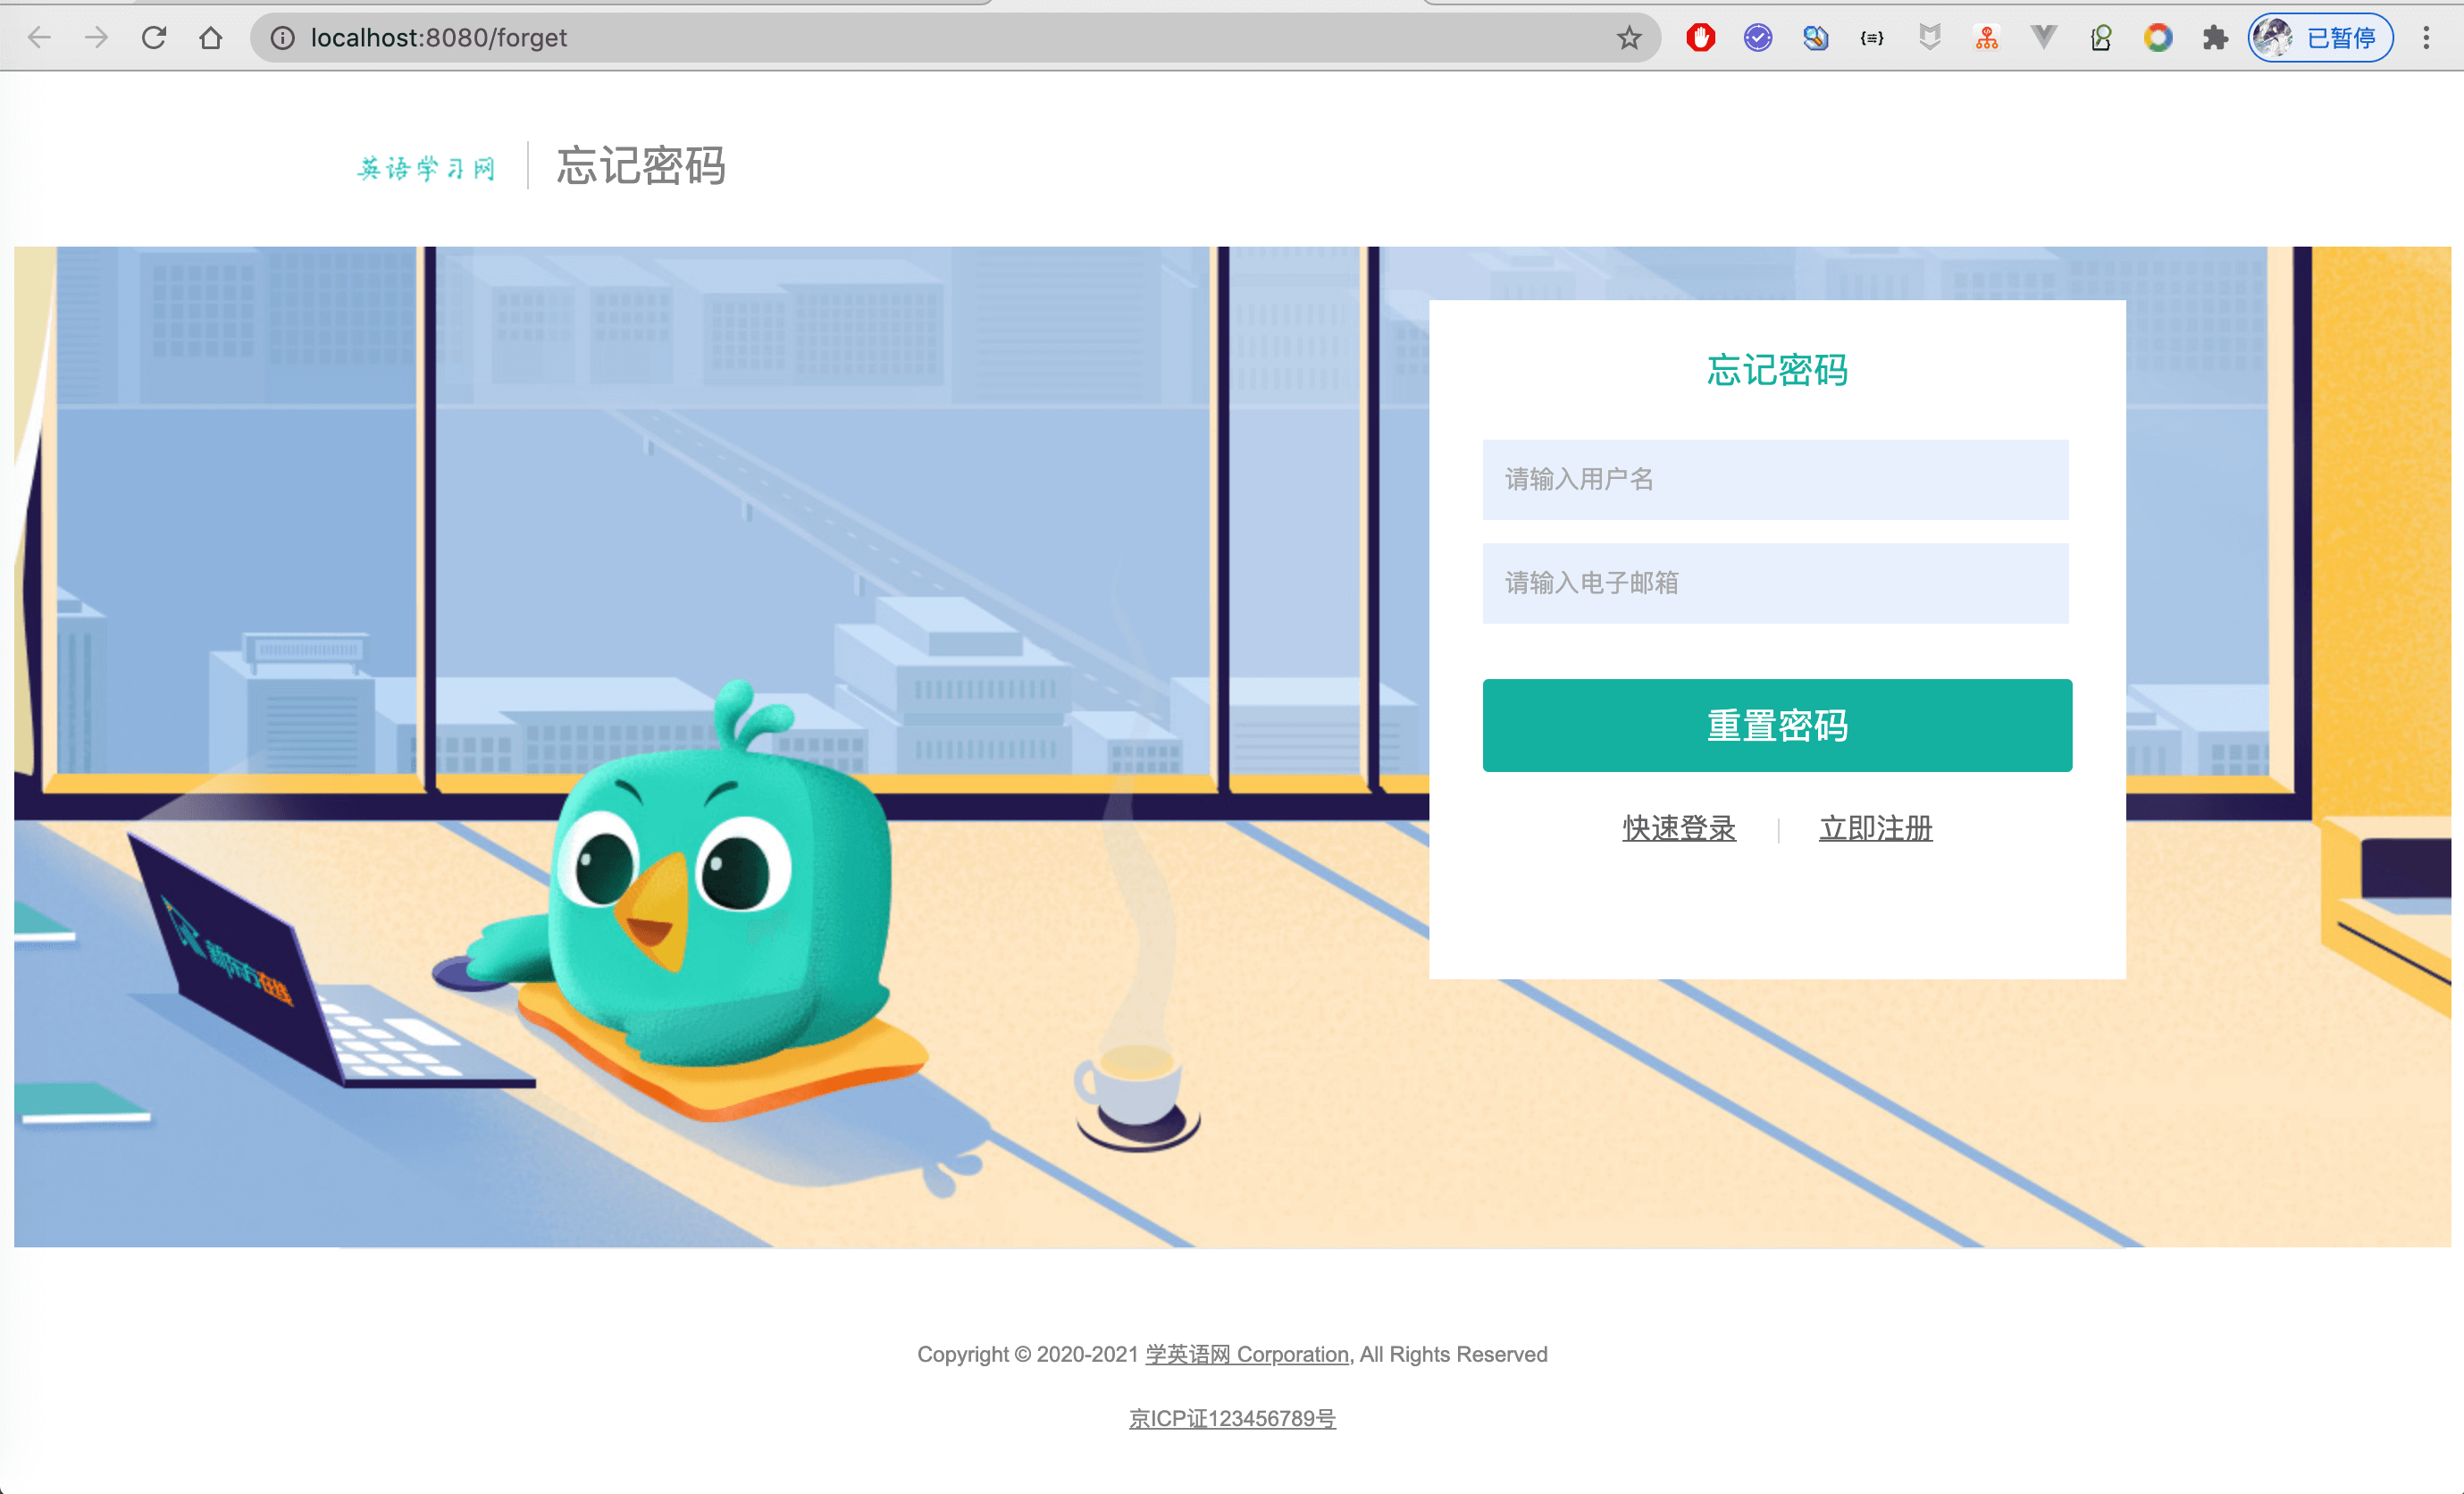 localhost:8080/forget
已暂停
英语学习网
忘记密码
忘记密码
请输入用户名
请输入电子邮箱
重置密码
快速登录 | 立即注册
新东方在线
Copyright © 2020-2021 学英语网 Corporation, All Rights Reserved
京ICP证123456789号